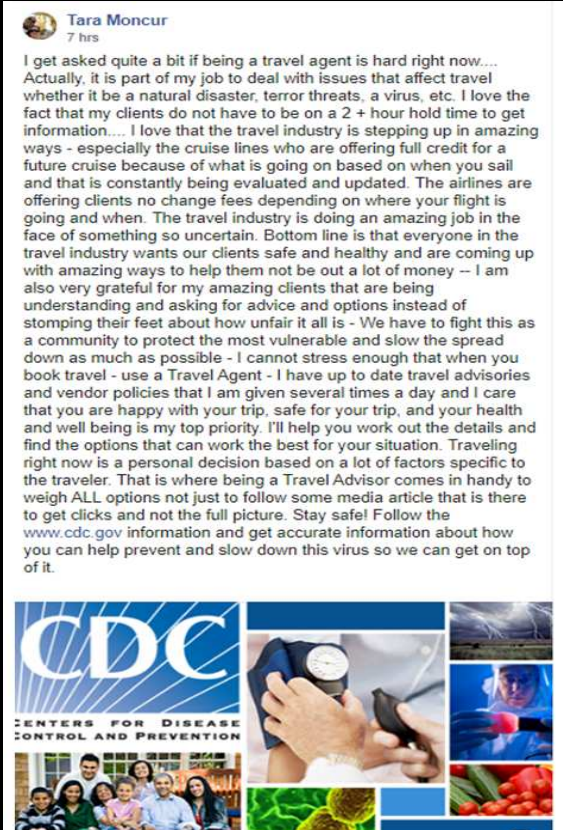 Tara Moncur
7 hrs
I get asked quite a bit if being a travel agent is hard right now....
Actually, it is part of my job to deal with issues that affect travel
whether it be a natural disaster, terror threats, a virus, etc. I love the
fact that my clients do not have to be on a 2 + hour hold time to get
information.... I love that the travel industry is stepping up in amazing
ways - especially the cruise lines who are offering full credit for a
future cruise because of what is going on based on when you sail
and that is constantly being evaluated and updated. The airlines are
offering clients no change fees depending on where your flight is
going and when. The travel industry is doing an amazing job in the
face of something so uncertain. Bottom line is that everyone in the
travel industry wants our clients safe and healthy and are coming up
with amazing ways to help them not be out a lot of money -- I am
also very grateful for my amazing clients that are being
understanding and asking for advice and options instead of
stomping their feet about how unfair it all is - We have to fight this as
a community to protect the most vulnerable and slow the spread
down as much as possible - I cannot stress enough that when you
book travel - use a Travel Agent - I have up to date travel advisories
and vendor policies that I am given several times a day and I care
that you are happy with your trip, safe for your trip, and your health
and well being is my top priority. I'll help you work out the details and
find the options that can work the best for your situation. Traveling
right now is a personal decision based on a lot of factors specific to
the traveler. That is where being a Travel Advisor comes in handy to
weigh ALL options not just to follow some media article that is there
to get clicks and not the full picture. Stay safe! Follow the
www.cdc.gov information and get accurate information about how
you can help prevent and slow down this virus so we can get on top
of it.
CDC
CENTERS FOR DISEASE
CONTROL AND PREVENTION